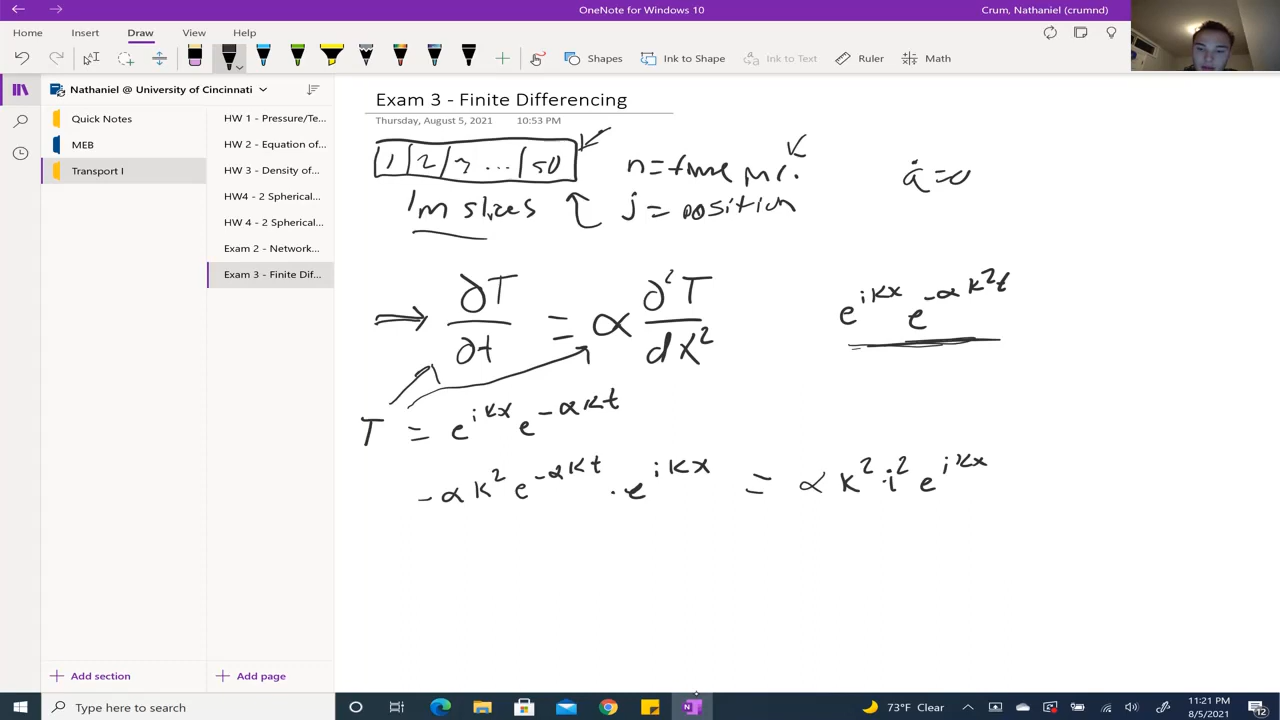 OneNote for Windows 10
Crum, Nathaniel (crumnd)
Home Insert Draw View Help
Shapes Ink to Shape Ink to Text Ruler Math
Nathaniel @ University of Cincinnati
Quick Notes
MEB
Transport I
HW 1 - Pressure/Te...
HW 2 - Equation of...
HW 3 - Density of...
HW4 - 2 Spherical...
HW 4 - 2 Spherical...
Exam 2 - Network...
Exam 3 - Finite Dif...
Add section
Add page
Exam 3 - Finite Differencing
Thursday, August 5, 2021 10:53 PM
1 2 3 ... 50
n = time incr.
1m slices
j = position
∂T/∂t = α ∂²T/dx²
e^{ikx} e^{-αk²t}
T = e^{ikx} e^{-αkt}
-αk² e^{-αkt} · e^{ikx} = αk² · i² e^{ikx}
Type here to search
73°F Clear
11:21 PM
8/5/2021
12